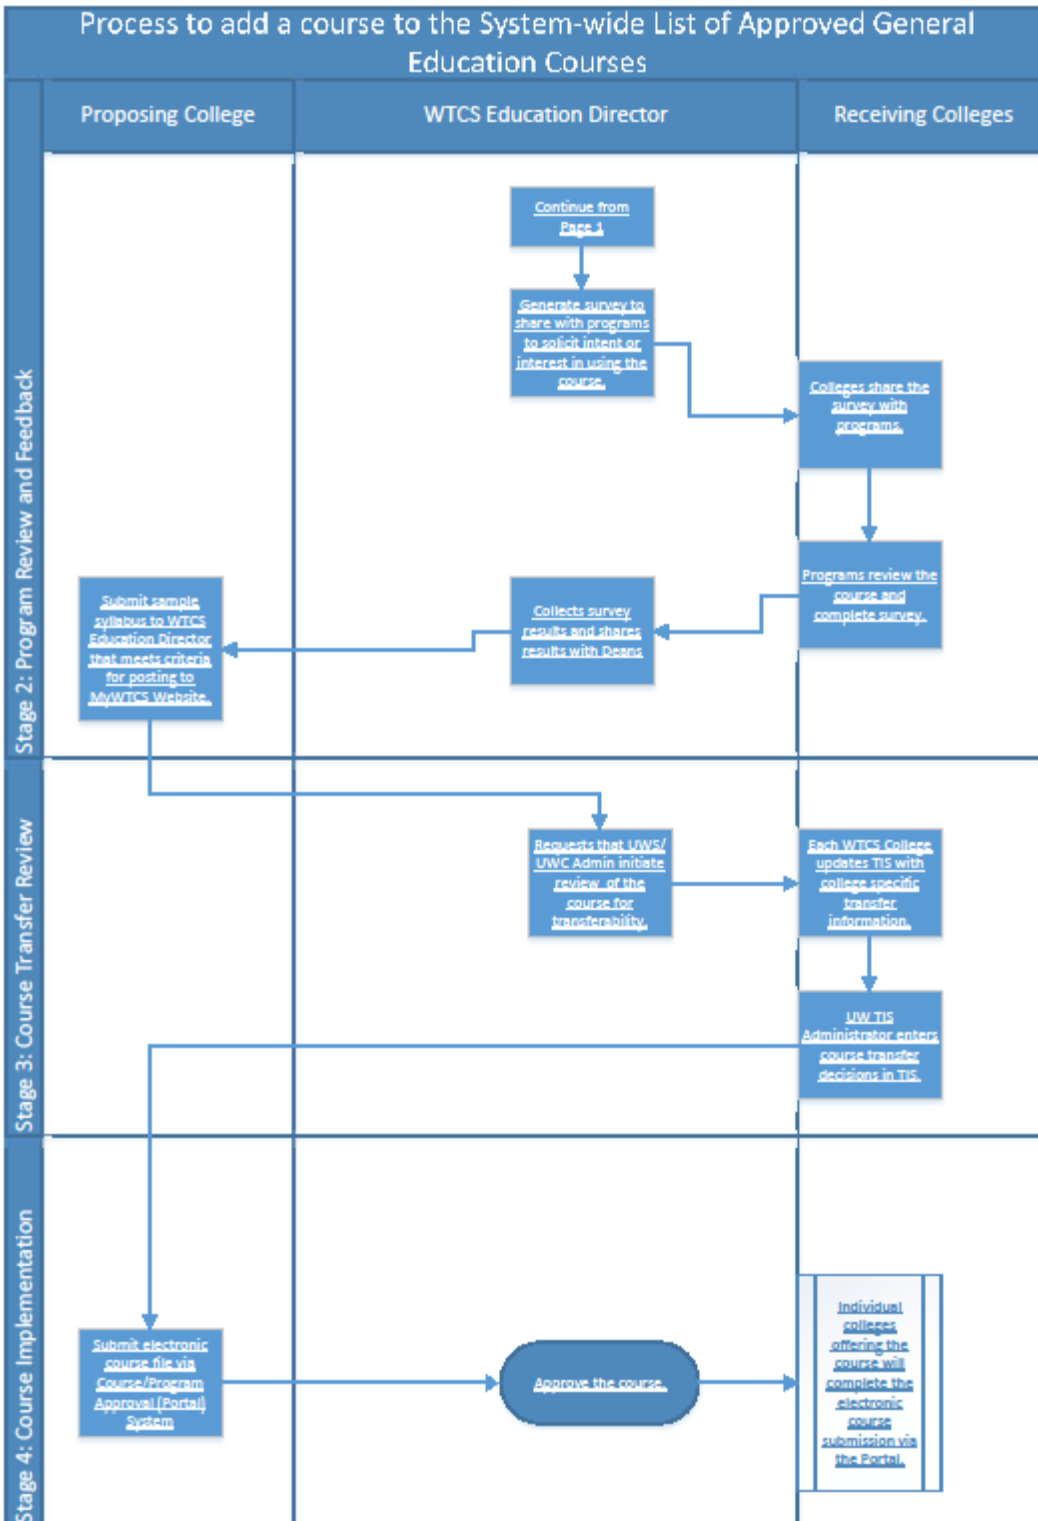 Process to add a course to the System-wide List of Approved General
Education Courses
Proposing College
WTCS Education Director
Receiving Colleges
Stage 2: Program Review and Feedback
Continue from
Page 1
Generate survey to
share with programs
to solicit intent or
interest in using the
course.
Colleges share the
survey with
programs.
Programs review the
course and
complete survey.
Collects survey
results and shares
results with Deans
Submit sample
syllabus to WTCS
Education Director
that meets criteria
for posting to
MyWTCS Website.
Stage 3: Course Transfer Review
Requests that UWS/
UWC Admin initiate
review of the
course for
transferability.
Each WTCS College
updates TIS with
college specific
transfer
information.
UW TIS
Administrator enters
course transfer
decisions in TIS.
Stage 4: Course Implementation
Submit electronic
course file via
Course/Program
Approval (Portal)
System
Approve the course.
Individual
colleges
offering the
course will
complete the
electronic
course
submission via
the Portal.